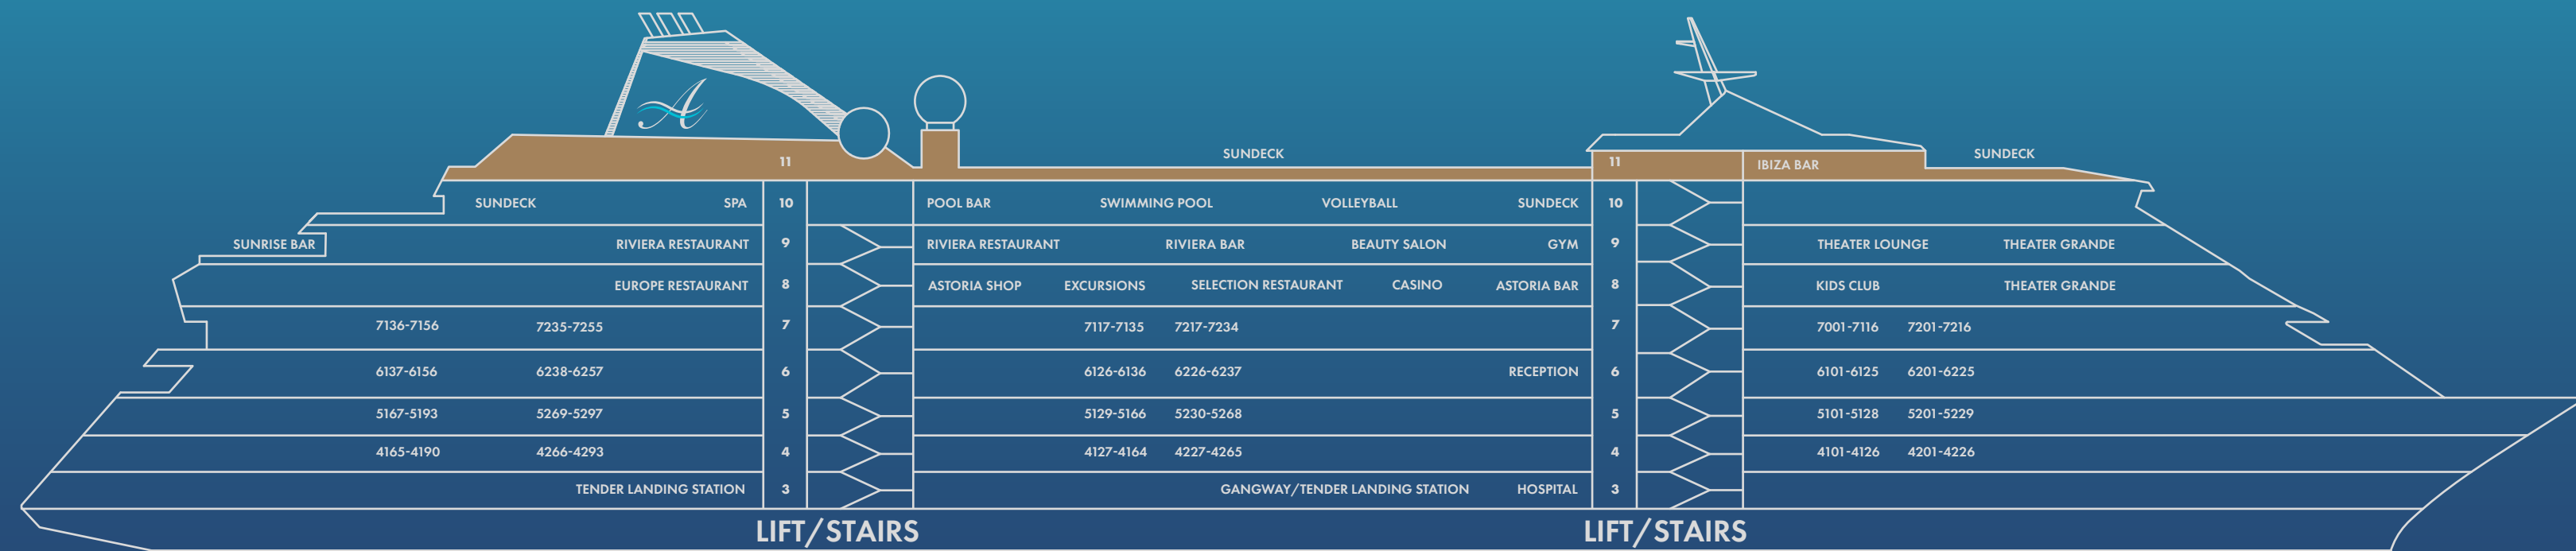 A
SUNDECK
11 11 IBIZA BAR SUNDECK
SUNDECK SPA 10 POOL BAR SWIMMING POOL VOLLEYBALL SUNDECK 10
SUNRISE BAR RIVIERA RESTAURANT 9 RIVIERA RESTAURANT RIVIERA BAR BEAUTY SALON GYM 9 THEATER LOUNGE THEATER GRANDE
EUROPE RESTAURANT 8 ASTORIA SHOP EXCURSIONS SELECTION RESTAURANT CASINO ASTORIA BAR 8 KIDS CLUB THEATER GRANDE
7136-7156 7235-7255 7 7117-7135 7217-7234 7 7001-7116 7201-7216
6137-6156 6238-6257 6 6126-6136 6226-6237 RECEPTION 6 6101-6125 6201-6225
5167-5193 5269-5297 5 5129-5166 5230-5268 5 5101-5128 5201-5229
4165-4190 4266-4293 4 4127-4164 4227-4265 4 4101-4126 4201-4226
TENDER LANDING STATION 3 GANGWAY/TENDER LANDING STATION HOSPITAL 3
LIFT/STAIRS LIFT/STAIRS